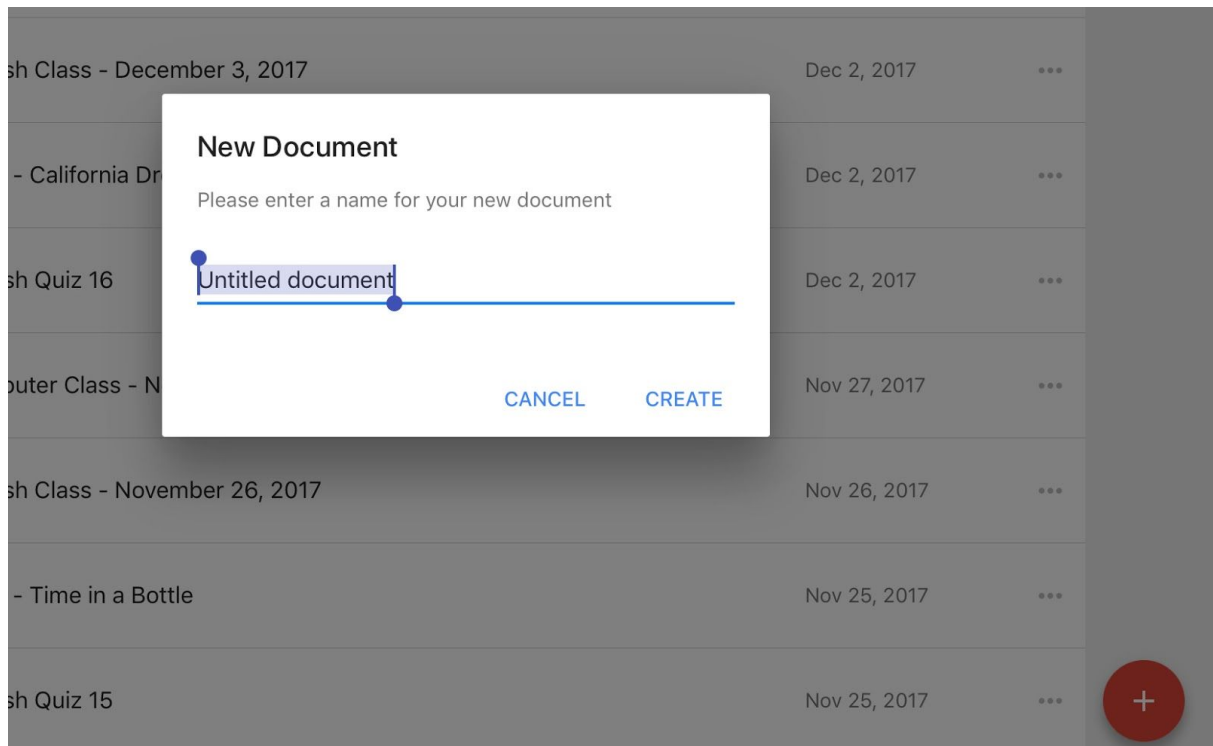 sh Class - December 3, 2017 Dec 2, 2017
New Document
- California Dr Dec 2, 2017
Please enter a name for your new document
Untitled document
sh Quiz 16 Dec 2, 2017
outer Class - N Nov 27, 2017
CANCEL CREATE
sh Class - November 26, 2017 Nov 26, 2017
- Time in a Bottle Nov 25, 2017
sh Quiz 15 Nov 25, 2017
+